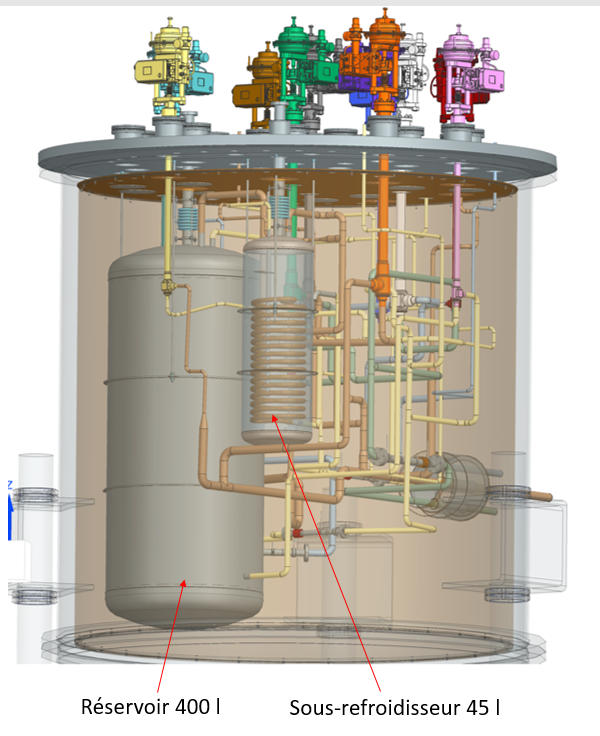 z
Réservoir 400 l
Sous-refroidisseur 45 l